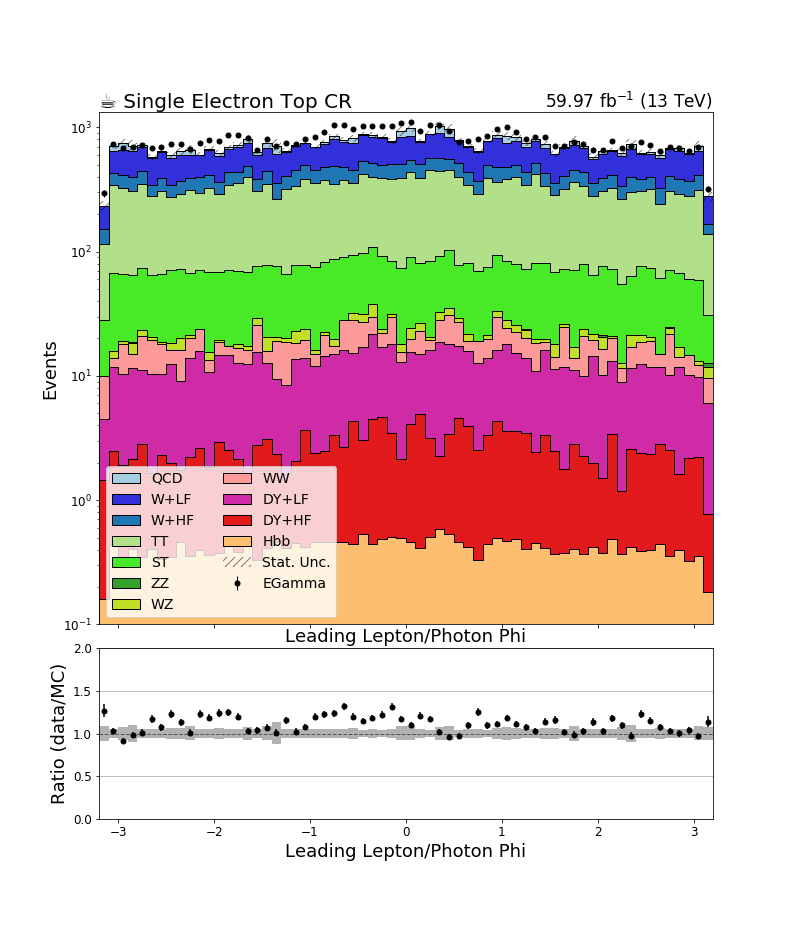 ☕ Single Electron Top CR 59.97 fb⁻¹ (13 TeV)
10³
10²
10¹
10⁰
10⁻¹
Events
QCD WW
W+LF DY+LF
W+HF DY+HF
TT Hbb
ST Stat. Unc.
ZZ EGamma
WZ
Leading Lepton/Photon Phi
2.0
1.5
1.0
0.5
0.0
Ratio (data/MC)
−3 −2 −1 0 1 2 3
Leading Lepton/Photon Phi